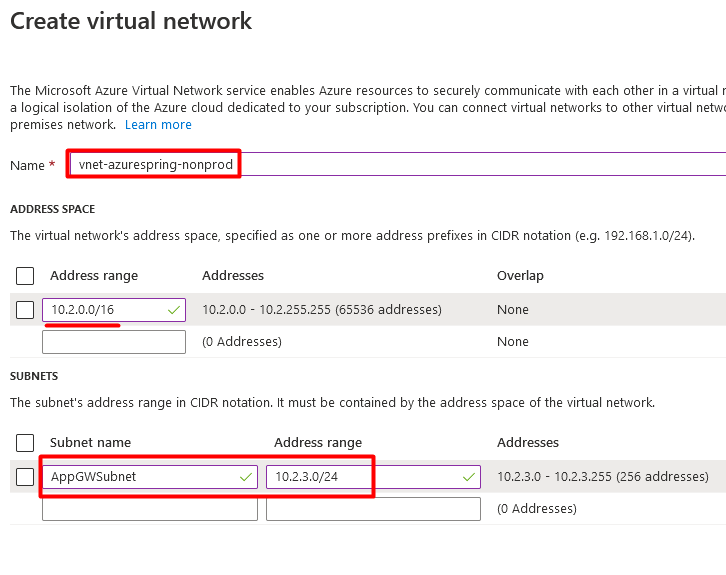 Create virtual network
The Microsoft Azure Virtual Network service enables Azure resources to securely communicate with each other in a virtual
a logical isolation of the Azure cloud dedicated to your subscription. You can connect virtual networks to other virtual
premises network. Learn more
Name * vnet-azurespring-nonprod
ADDRESS SPACE
The virtual network's address space, specified as one or more address prefixes in CIDR notation (e.g. 192.168.1.0/24).
Address range Addresses Overlap
10.2.0.0/16 10.2.0.0 - 10.2.255.255 (65536 addresses) None
(0 Addresses) None
SUBNETS
The subnet's address range in CIDR notation. It must be contained by the address space of the virtual network.
Subnet name Address range Addresses
AppGWSubnet 10.2.3.0/24 10.2.3.0 - 10.2.3.255 (256 addresses)
(0 Addresses)